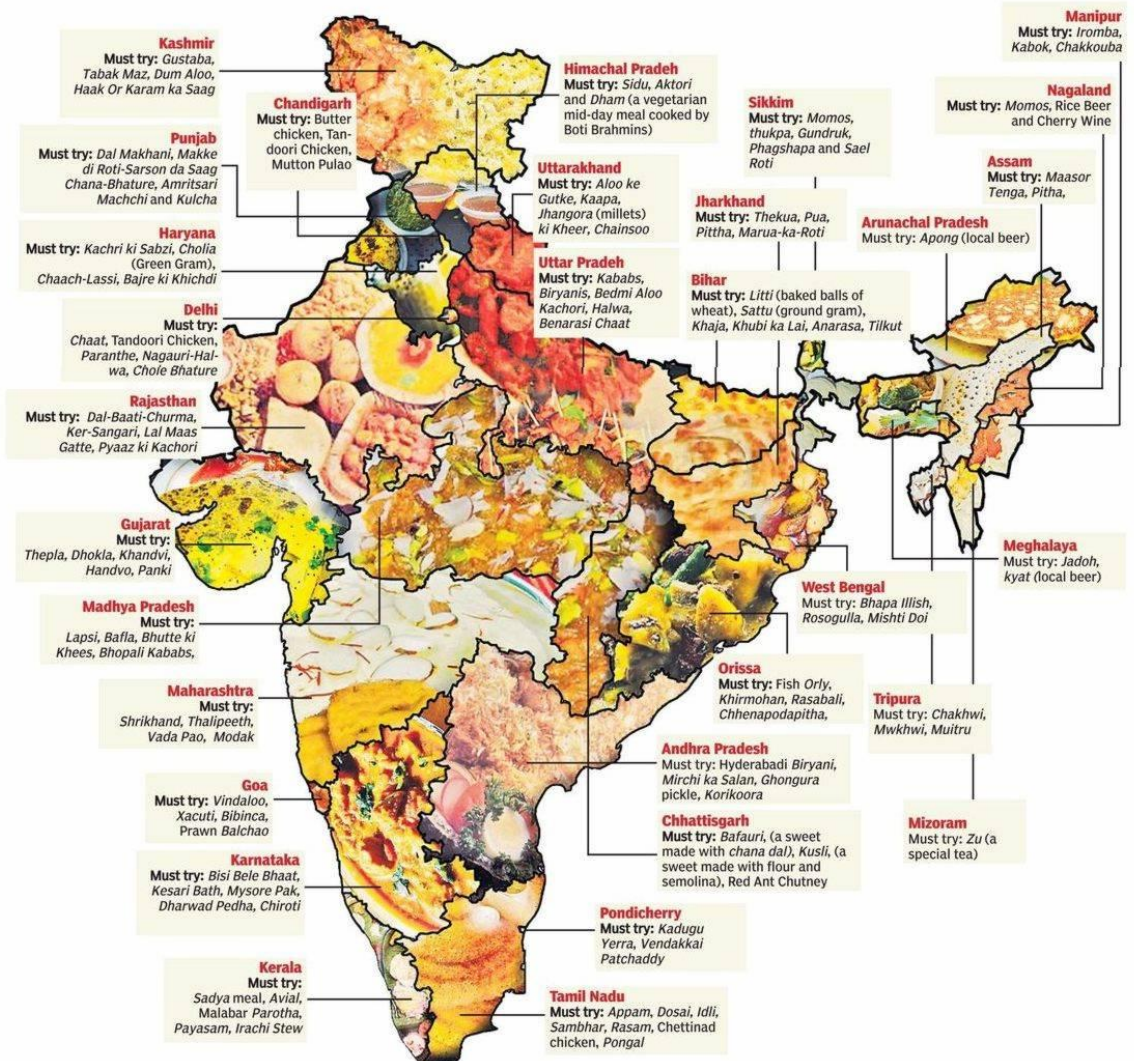 Kashmir
Must try: Gustaba,
Tabak Maz, Dum Aloo,
Haak Or Karam ka Saag
Chandigarh
Must try: Butter
chicken, Tan-
doori Chicken,
Mutton Pulao
Himachal Pradeh
Must try: Sidu, Aktori
and Dham (a vegetarian
mid-day meal cooked by
Boti Brahmins)
Manipur
Must try: Iromba,
Kabok, Chakkouba
Nagaland
Must try: Momos, Rice Beer
and Cherry Wine
Sikkim
Must try: Momos,
thukpa, Gundruk,
Phagshapa and Sael
Roti
Assam
Must try: Maasor
Tenga, Pitha,
Punjab
Must try: Dal Makhani, Makke
di Roti-Sarson da Saag
Chana-Bhature, Amritsari
Machchi and Kulcha
Uttarakhand
Must try: Aloo ke
Gutke, Kaapa,
Jhangora (millets)
ki Kheer, Chainsoo
Jharkhand
Must try: Thekua, Pua,
Pittha, Marua-ka-Roti
Arunachal Pradesh
Must try: Apong (local beer)
Haryana
Must try: Kachri ki Sabzi, Cholia
(Green Gram),
Chaach-Lassi, Bajre ki Khichdi
Uttar Pradeh
Must try: Kababs,
Biryanis, Bedmi Aloo
Kachori, Halwa,
Benarasi Chaat
Bihar
Must try: Litti (baked balls of
wheat), Sattu (ground gram),
Khaja, Khubi ka Lai, Anarasa, Tilkut
Delhi
Must try:
Chaat, Tandoori Chicken,
Paranthe, Nagauri-Hal-
wa, Chole Bhature
Rajasthan
Must try: Dal-Baati-Churma,
Ker-Sangari, Lal Maas
Gatte, Pyaaz ki Kachori
Gujarat
Must try:
Thepla, Dhokla, Khandvi,
Handvo, Panki
Meghalaya
Must try: Jadoh,
kyat (local beer)
West Bengal
Must try: Bhapa Illish,
Rosogulla, Mishti Doi
Madhya Pradesh
Must try:
Lapsi, Bafla, Bhutte ki
Khees, Bhopali Kababs,
Orissa
Must try: Fish Orly,
Khirmohan, Rasabali,
Chhenapodapitha,
Maharashtra
Must try:
Shrikhand, Thalipeeth,
Vada Pao, Modak
Tripura
Must try: Chakhwi,
Mwkhwi, Muitru
Andhra Pradesh
Must try: Hyderabadi Biryani,
Mirchi ka Salan, Ghongura
pickle, Korikoora
Goa
Must try: Vindaloo,
Xacuti, Bibinca,
Prawn Balchao
Chhattisgarh
Must try: Bafauri, (a sweet
made with chana dal), Kusli, (a
sweet made with flour and
semolina), Red Ant Chutney
Mizoram
Must try: Zu (a
special tea)
Karnataka
Must try: Bisi Bele Bhaat,
Kesari Bath, Mysore Pak,
Dharwad Pedha, Chiroti
Pondicherry
Must try: Kadugu
Yerra, Vendakkai
Patchaddy
Kerala
Must try:
Sadya meal, Avial,
Malabar Parotha,
Payasam, Irachi Stew
Tamil Nadu
Must try: Appam, Dosai, Idli,
Sambhar, Rasam, Chettinad
chicken, Pongal